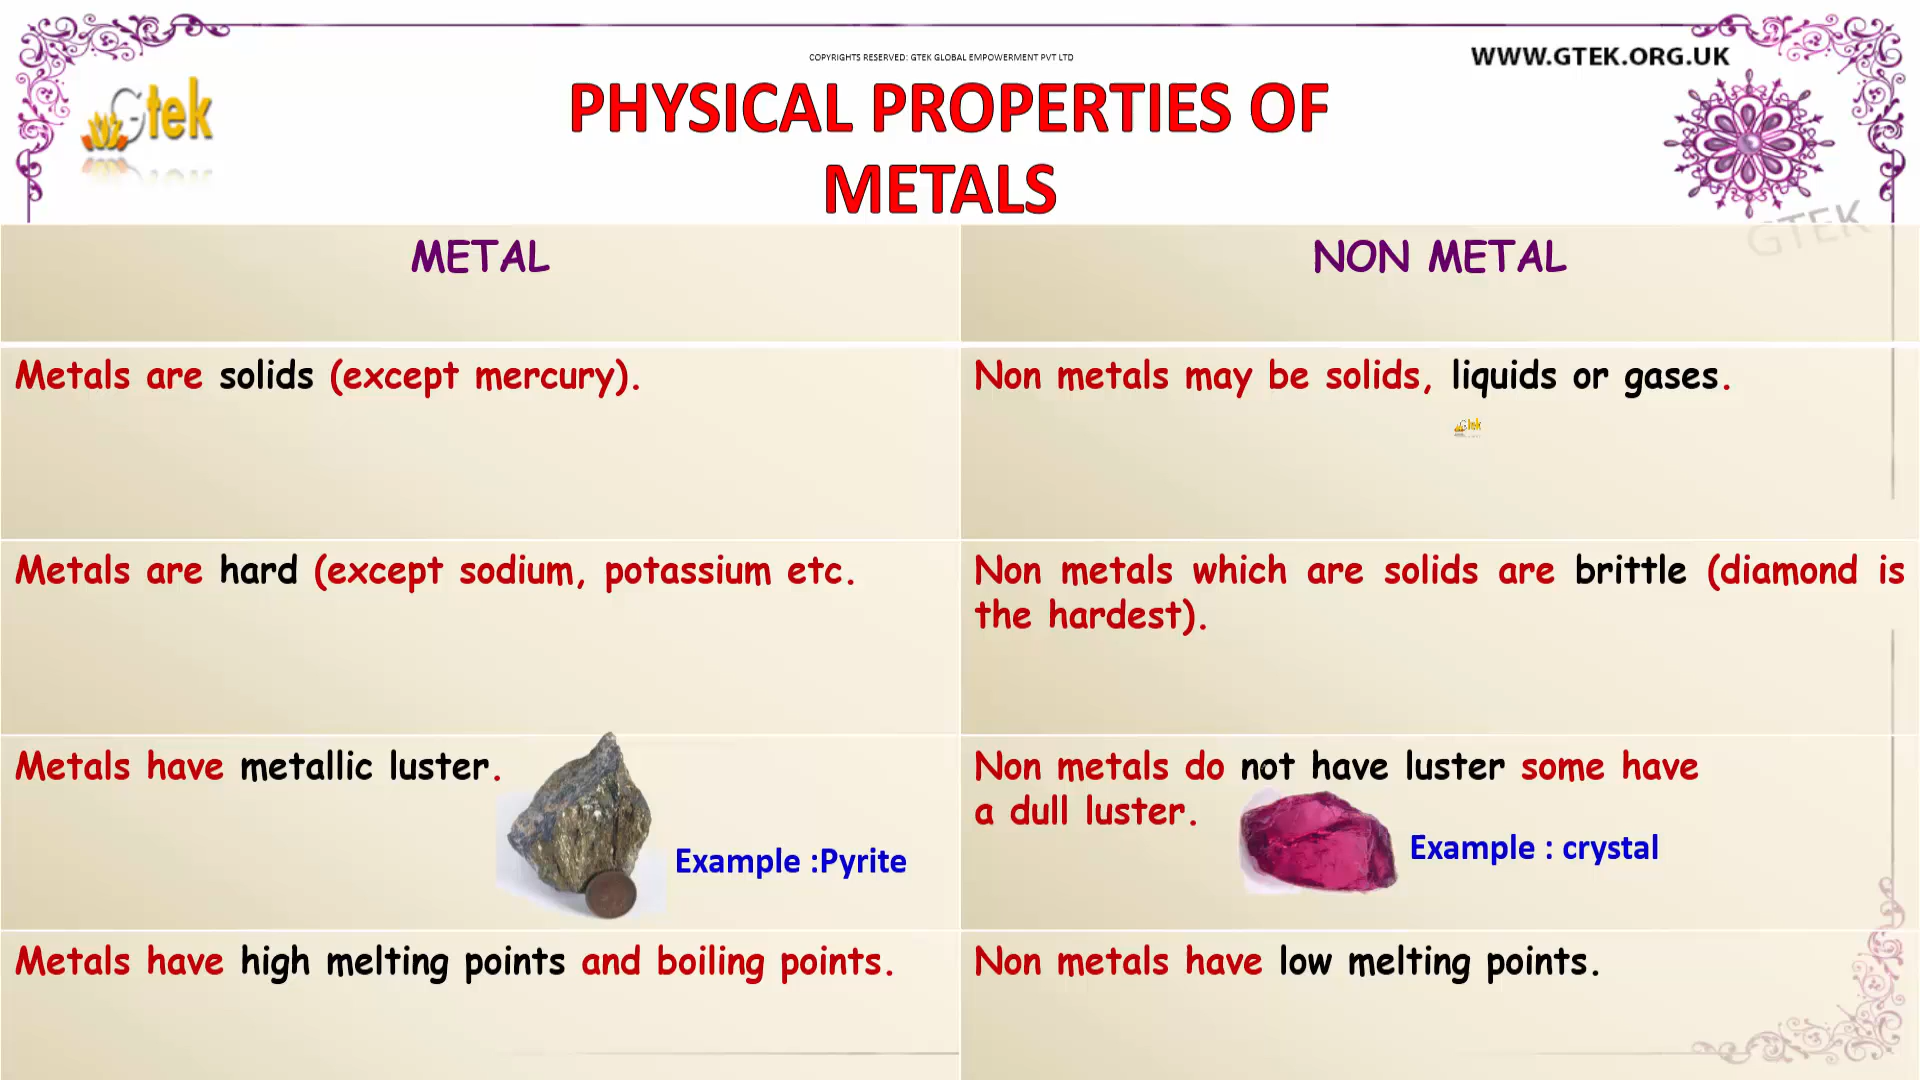 COPYRIGHTS RESERVED: GTEK GLOBAL EMPOWERMENT PVT LTD
WWW.GTEK.ORG.UK
Gtek
PHYSICAL PROPERTIES OF
METALS
GTEK
METAL
NON METAL
Metals are solids (except mercury).
Non metals may be solids, liquids or gases.
Gtek
Metals are hard (except sodium, potassium etc.
Non metals which are solids are brittle (diamond is
the hardest).
Metals have metallic luster.
Example :Pyrite
Non metals do not have luster some have
a dull luster.
Example : crystal
Metals have high melting points and boiling points.
Non metals have low melting points.